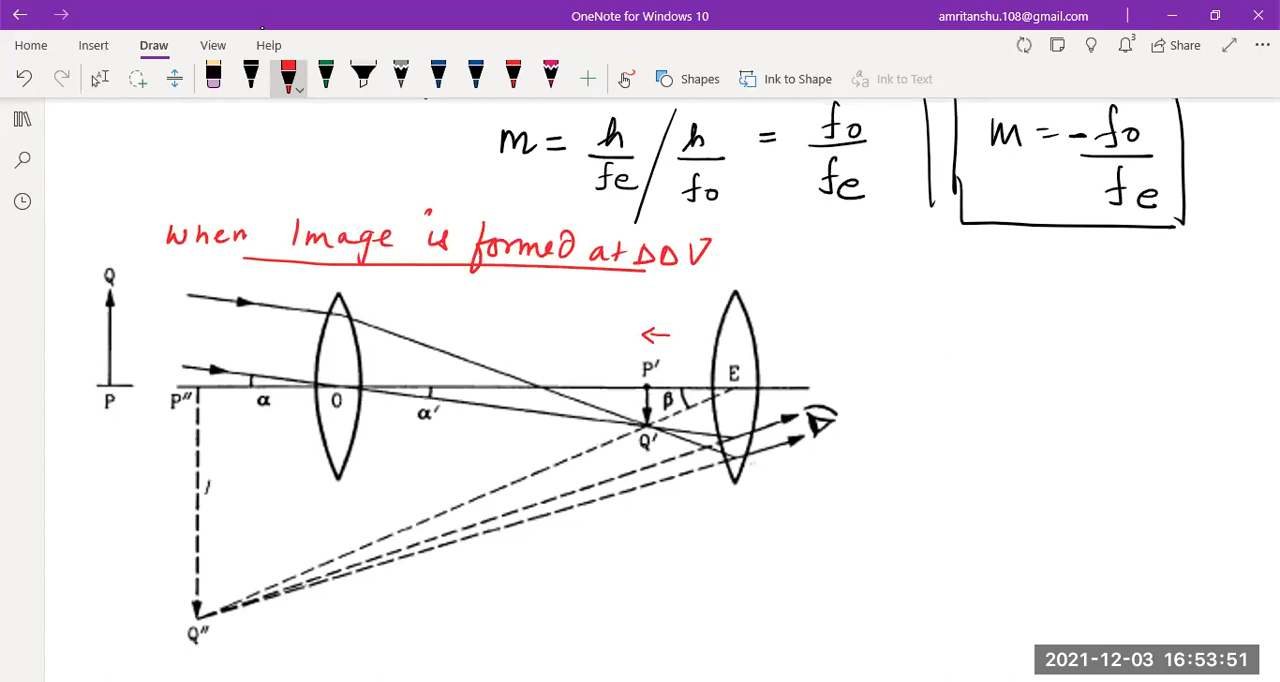 OneNote for Windows 10
amritanshu.108@gmail.com
Home Insert Draw View Help
3
Share
Shapes
Ink to Shape
Ink to Text
m = h/fe / h/fo = fo/fe
m = -fo/fe
When Image is formed at DDV
Q
P' E
P P" α O α' β
Q'
Q"
2021-12-03 16:53:51